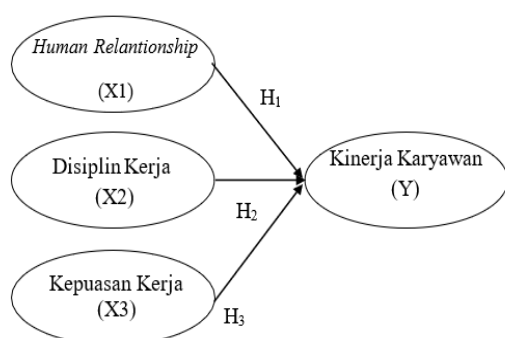 Human Relantionship
(X1)
H1
Disiplin Kerja
(X2)
H2
Kinerja Karyawan
(Y)
Kepuasan Kerja
(X3)
H3